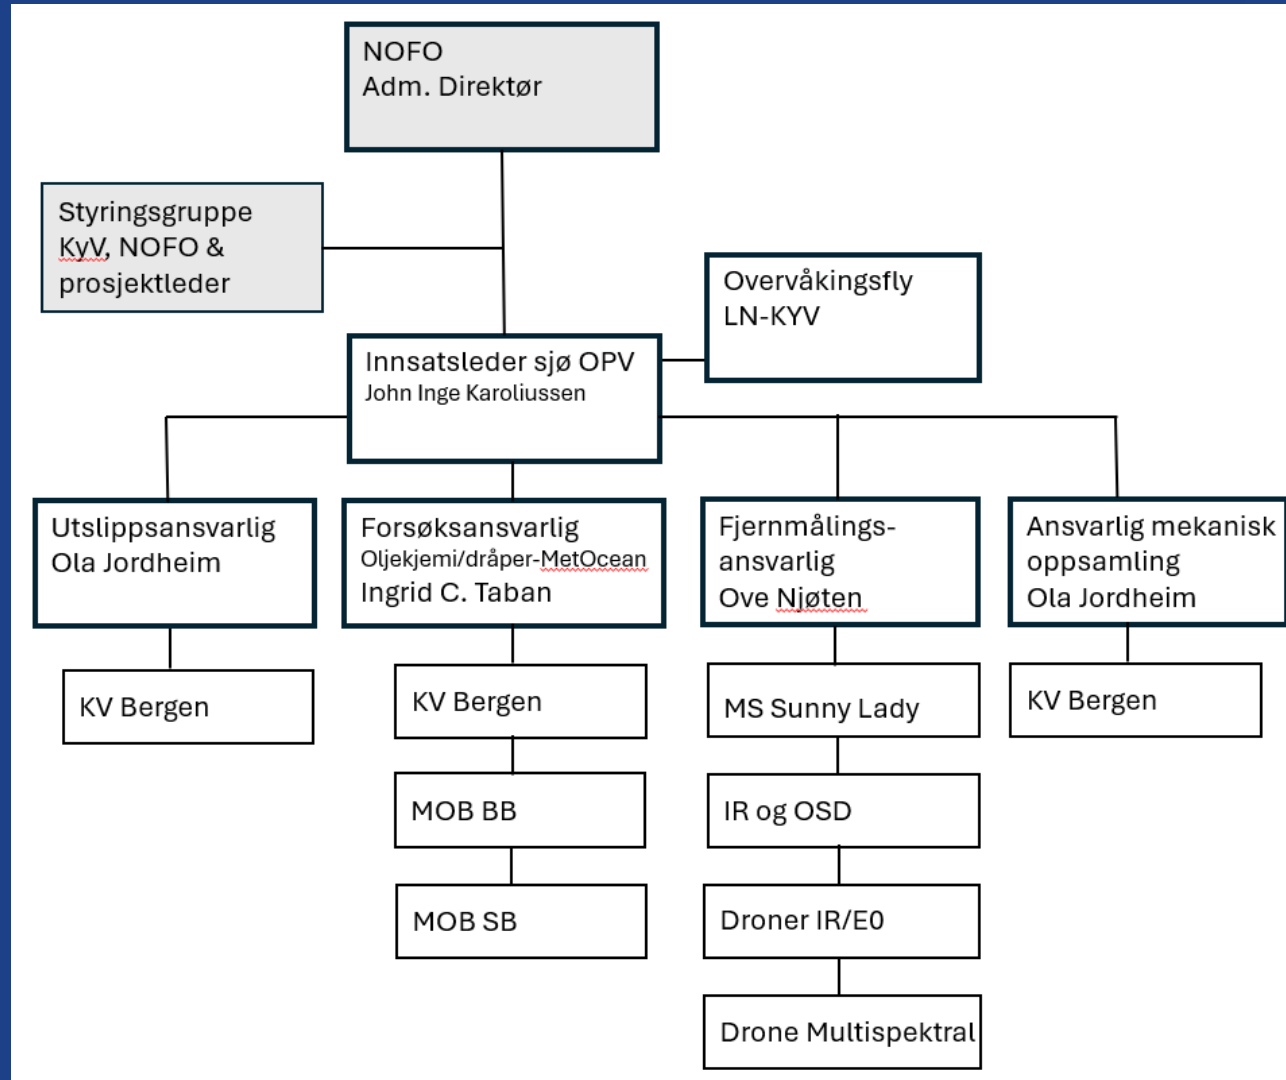 NOFO
Adm. Direktør
Styringsgruppe
KyV, NOFO &
prosjektleder
Overvåkingsfly
LN-KYV
Innsatsleder sjø OPV
John Inge Karoliussen
Utslippsansvarlig
Ola Jordheim
Forsøksansvarlig
Oljekjemi/dråper-MetOcean
Ingrid C. Taban
Fjernmålings-
ansvarlig
Ove Njøten
Ansvarlig mekanisk
oppsamling
Ola Jordheim
KV Bergen
KV Bergen
MOB BB
MOB SB
MS Sunny Lady
IR og OSD
Droner IR/E0
Drone Multispektral
KV Bergen